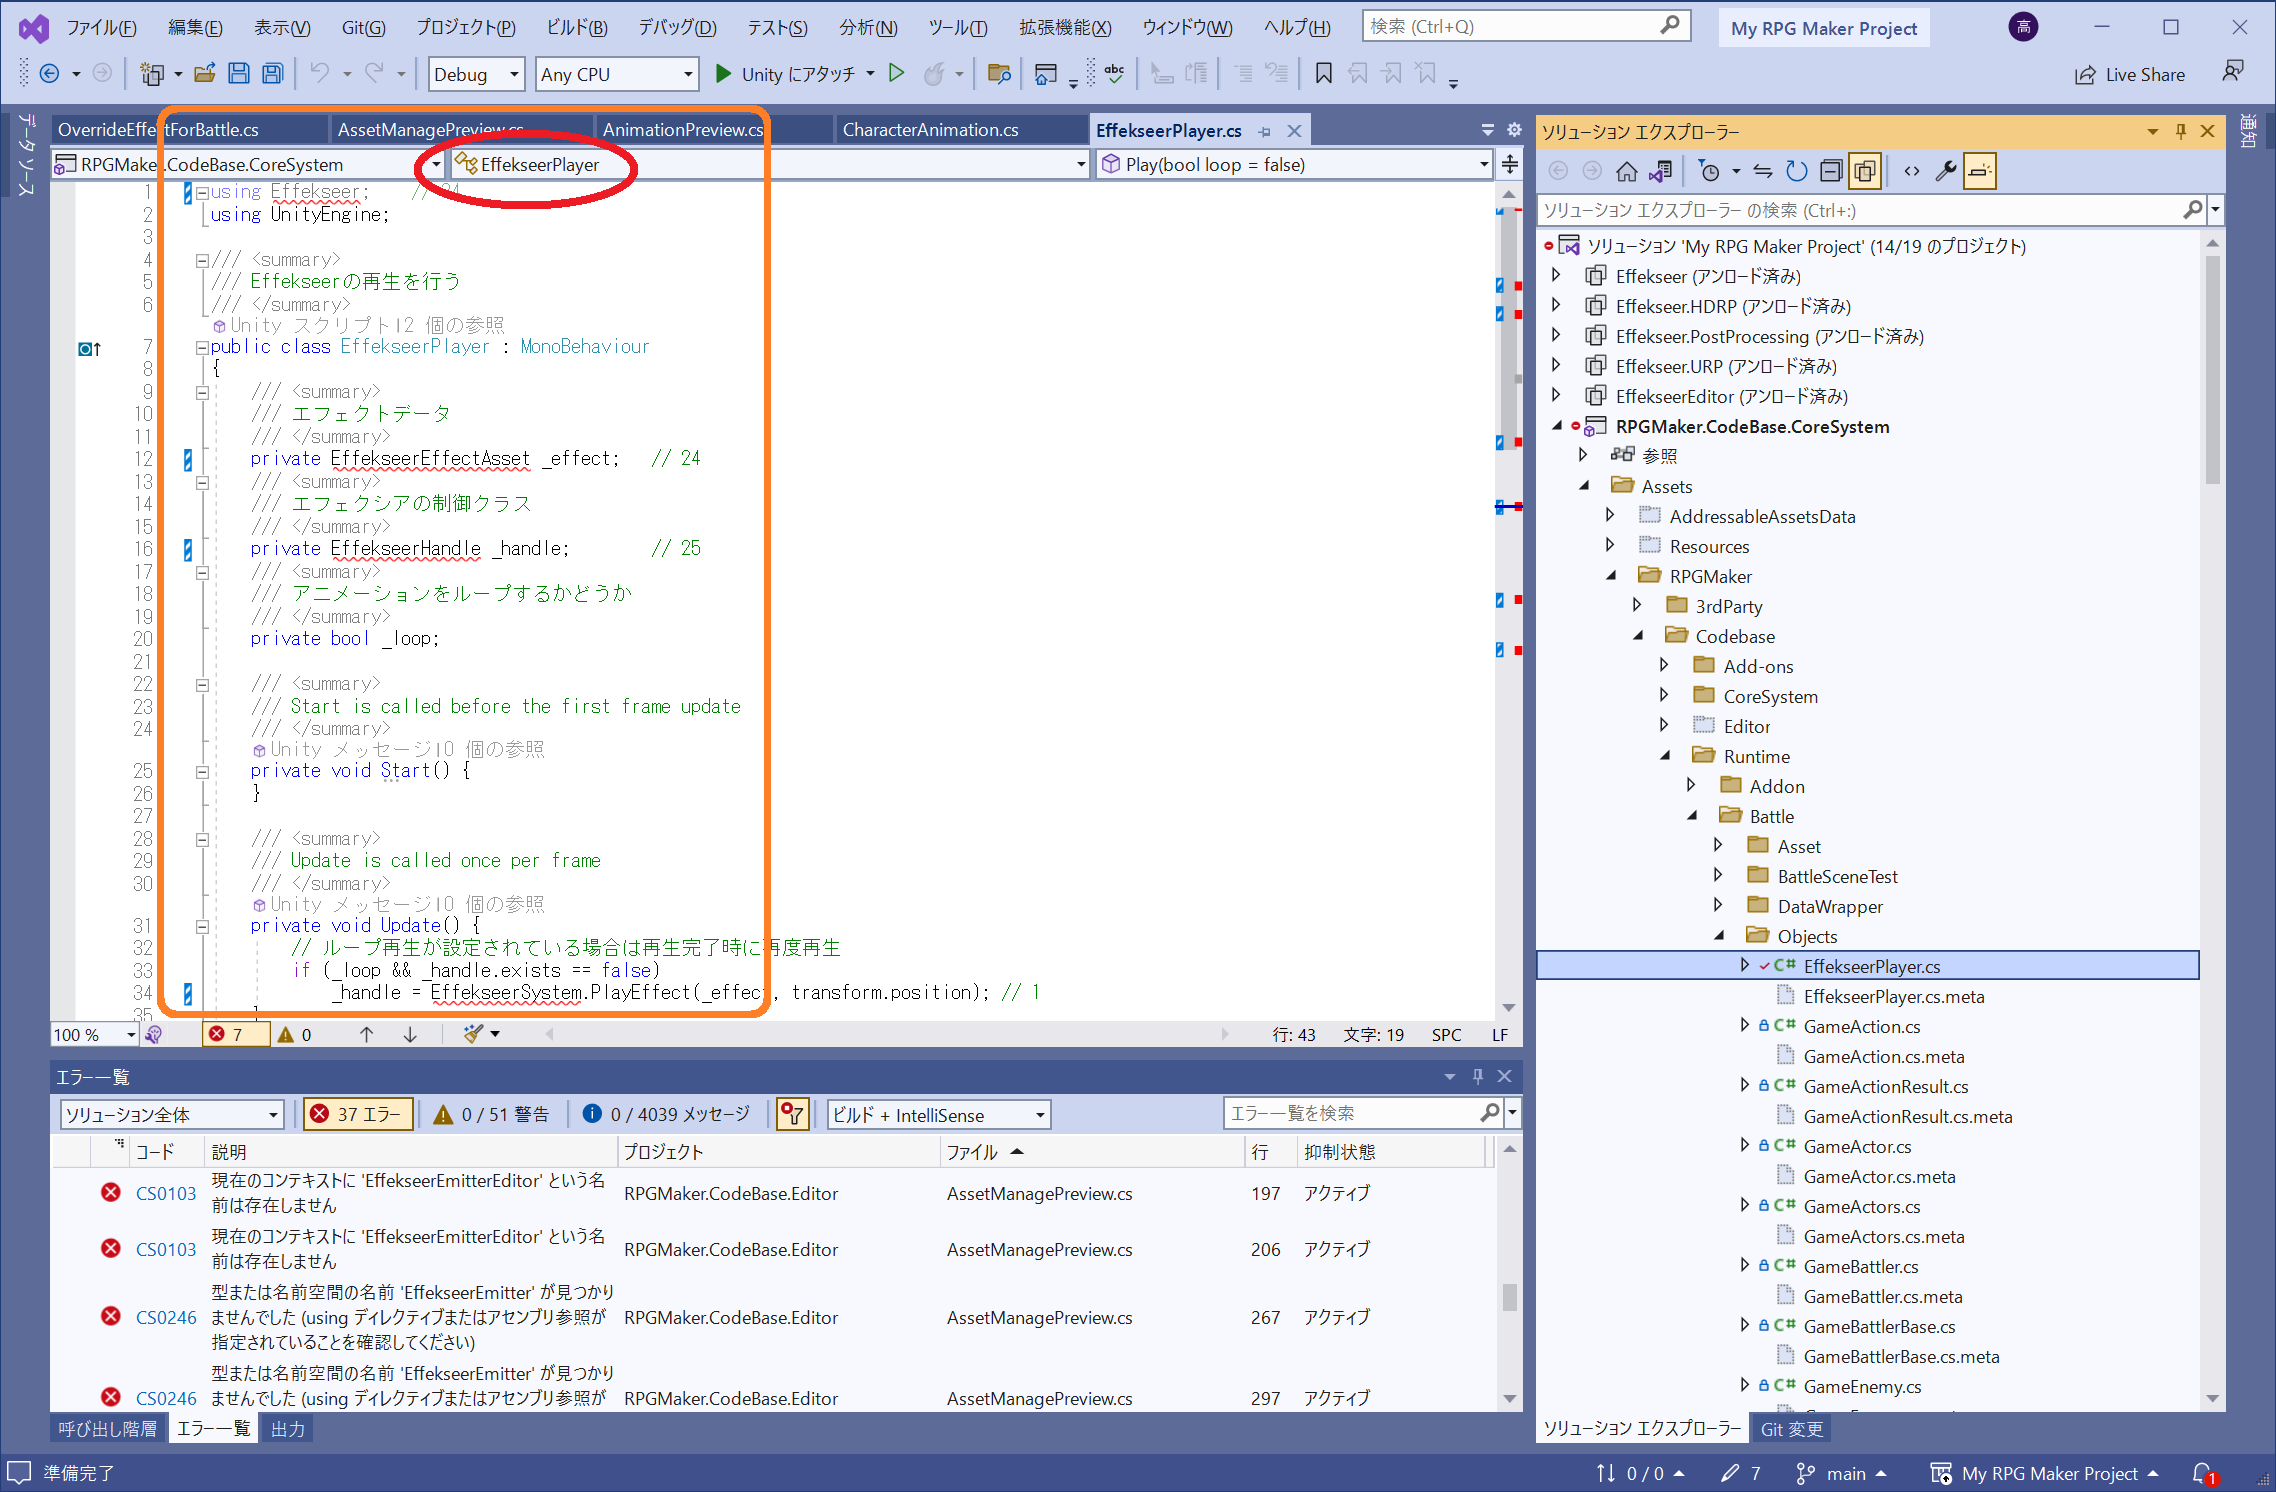 ファイル(F) 編集(E) 表示(V) Git(G) プロジェクト(P) ビルド(B) デバッグ(D) テスト(S) 分析(N) ツール(T) 拡張機能(X) ウィンドウ(W) ヘルプ(H) 検索 (Ctrl+Q) My RPG Maker Project 高
Debug Any CPU Unity にアタッチ Live Share
データ ソース
OverrideEffectForBattle.cs AssetManagePreview.cs AnimationPreview.cs CharacterAnimation.cs EffekseerPlayer.cs
RPGMaker.CodeBase.CoreSystem EffekseerPlayer Play(bool loop = false)
1 using Effekseer; // 24
2 using UnityEngine;
3
4 /// <summary>
5 /// Effekseerの再生を行う
6 /// </summary>
Unity スクリプト|2 個の参照
7 public class EffekseerPlayer : MonoBehaviour
8 {
9 /// <summary>
10 /// エフェクトデータ
11 /// </summary>
12 private EffekseerEffectAsset _effect; // 24
13 /// <summary>
14 /// エフェクシアの制御クラス
15 /// </summary>
16 private EffekseerHandle _handle; // 25
17 /// <summary>
18 /// アニメーションをループするかどうか
19 /// </summary>
20 private bool _loop;
21
22 /// <summary>
23 /// Start is called before the first frame update
24 /// </summary>
Unity メッセージ|0 個の参照
25 private void Start() {
26 }
27
28 /// <summary>
29 /// Update is called once per frame
30 /// </summary>
Unity メッセージ|0 個の参照
31 private void Update() {
32 // ループ再生が設定されている場合は再生完了時に再度再生
33 if (_loop && _handle.exists == false)
34 _handle = EffekseerSystem.PlayEffect(_effect, transform.position); // 1
35 }
100 % 7 0 行: 43 文字: 19 SPC LF
エラー一覧
ソリューション全体 37 エラー 0 / 51 警告 0 / 4039 メッセージ ビルド + IntelliSense エラー一覧を検索
コード 説明 プロジェクト ファイル 行 抑制状態
CS0103 現在のコンテキストに 'EffekseerEmitterEditor' という名前は存在しません RPGMaker.CodeBase.Editor AssetManagePreview.cs 197 アクティブ
CS0103 現在のコンテキストに 'EffekseerEmitterEditor' という名前は存在しません RPGMaker.CodeBase.Editor AssetManagePreview.cs 206 アクティブ
CS0246 型または名前空間の名前 'EffekseerEmitter' が見つかりませんでした (using ディレクティブまたはアセンブリ参照が指定されていることを確認してください) RPGMaker.CodeBase.Editor AssetManagePreview.cs 267 アクティブ
CS0246 型または名前空間の名前 'EffekseerEmitter' が見つかりませんでした (using ディレクティブまたはアセンブリ参照が RPGMaker.CodeBase.Editor AssetManagePreview.cs 297 アクティブ
呼び出し階層 エラー一覧 出力
ソリューション エクスプローラー
ソリューション エクスプローラー の検索 (Ctrl+:)
ソリューション 'My RPG Maker Project' (14/19 のプロジェクト)
Effekseer (アンロード済み)
Effekseer.HDRP (アンロード済み)
Effekseer.PostProcessing (アンロード済み)
Effekseer.URP (アンロード済み)
EffekseerEditor (アンロード済み)
RPGMaker.CodeBase.CoreSystem
参照
Assets
AddressableAssetsData
Resources
RPGMaker
3rdParty
Codebase
Add-ons
CoreSystem
Editor
Runtime
Addon
Battle
Asset
BattleSceneTest
DataWrapper
Objects
C# EffekseerPlayer.cs
EffekseerPlayer.cs.meta
C# GameAction.cs
GameAction.cs.meta
C# GameActionResult.cs
GameActionResult.cs.meta
C# GameActor.cs
GameActor.cs.meta
C# GameActors.cs
GameActors.cs.meta
C# GameBattler.cs
GameBattler.cs.meta
C# GameBattlerBase.cs
GameBattlerBase.cs.meta
C# GameEnemy.cs
ソリューション エクスプローラー Git 変更
通知
準備完了 0 / 0 7 main My RPG Maker Project 1